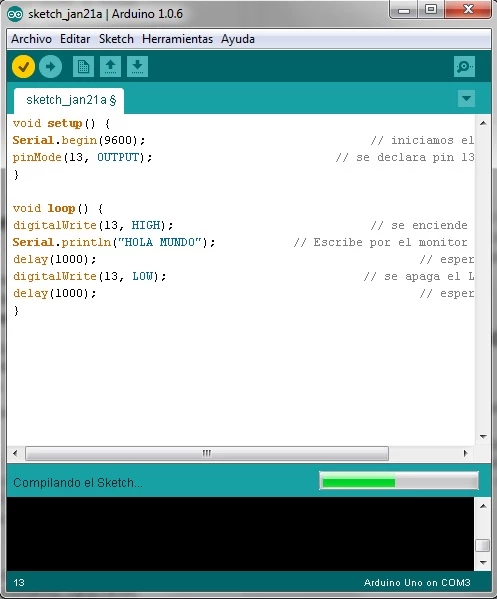 sketch_jan21a | Arduino 1.0.6
Archivo Editar Sketch Herramientas Ayuda
sketch_jan21a §
void setup() {
Serial.begin(9600); // iniciamos el
pinMode(13, OUTPUT); // se declara pin 13
}
void loop() {
digitalWrite(13, HIGH); // se enciende
Serial.println("HOLA MUNDO"); // Escribe por el monitor
delay(1000); // esper
digitalWrite(13, LOW); // se apaga el L
delay(1000); // esper
}
Compilando el Sketch...
13 Arduino Uno on COM3